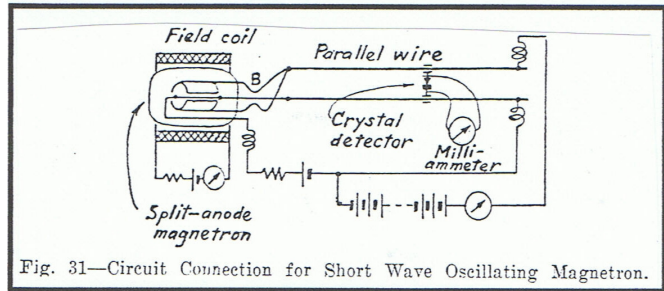 Field coil
Parallel wire
B
Crystal
detector
Milli-
ammeter
Split-anode
magnetron
Fig. 31—Circuit Connection for Short Wave Oscillating Magnetron.